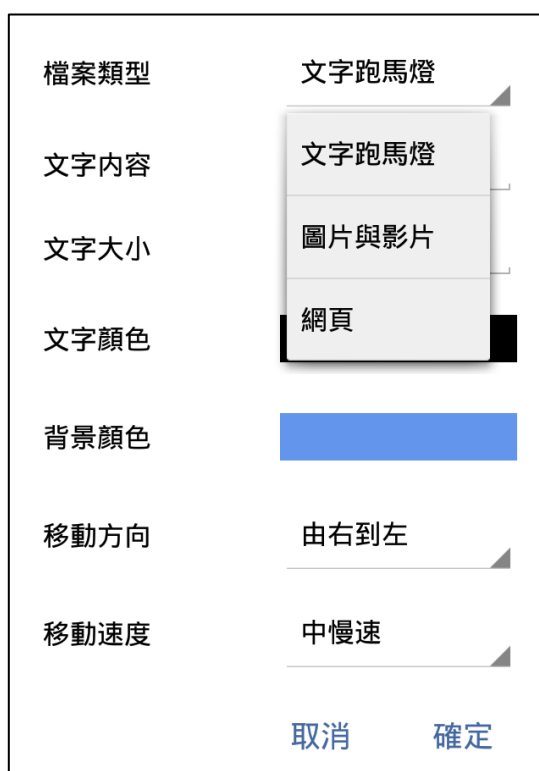 檔案類型 文字跑馬燈
文字跑馬燈
文字內容
圖片與影片
文字大小
網頁
文字顏色
背景顏色
移動方向 由右到左
移動速度 中慢速
取消 確定